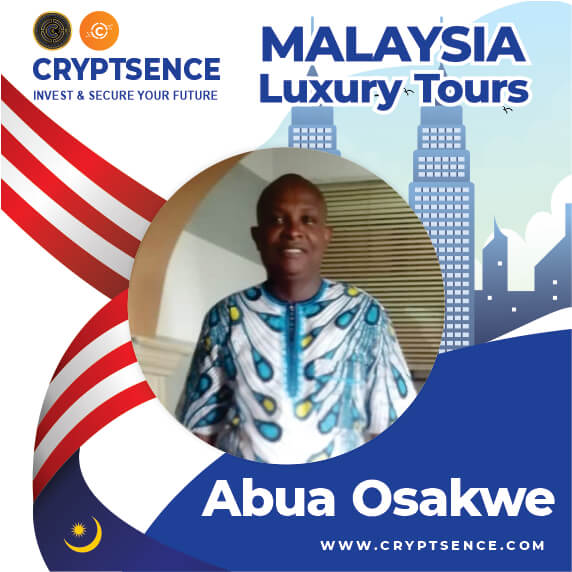 CRYPTSENCE
INVEST & SECURE YOUR FUTURE
MALAYSIA
Luxury Tours
Abua Osakwe
WWW.CRYPTSENCE.COM